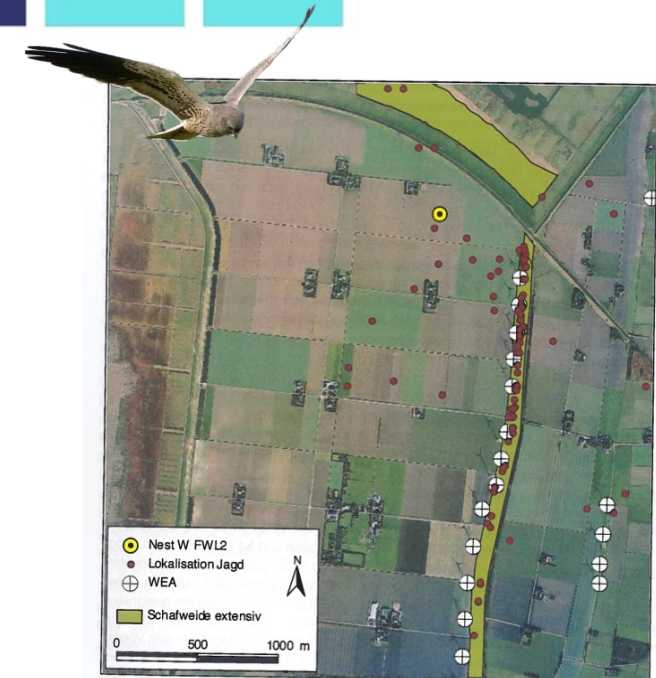 Nest W FWL2
Lokalisation Jagd
WEA
N
Schafweide extensiv
0 500 1000 m